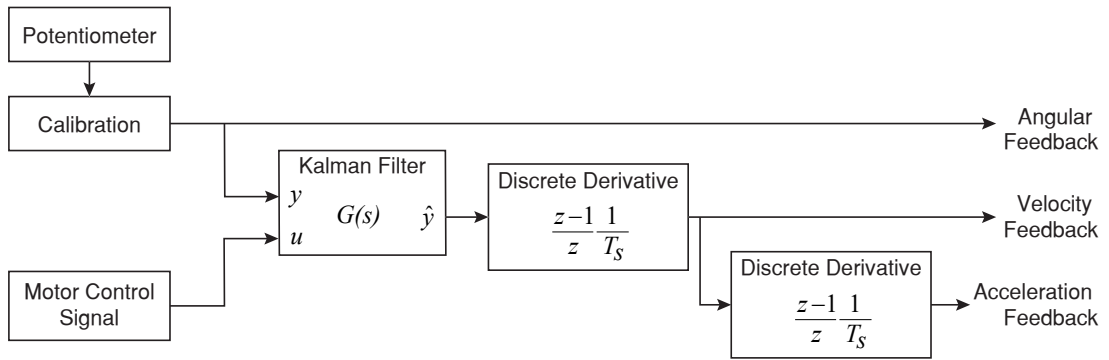 Potentiometer
Calibration
Angular
Feedback
Kalman Filter
y
G(s) ŷ
u
Discrete Derivative
z−1 1
z T_s
Velocity
Feedback
Motor Control
Signal
Discrete Derivative
z−1 1
z T_s
Acceleration
Feedback